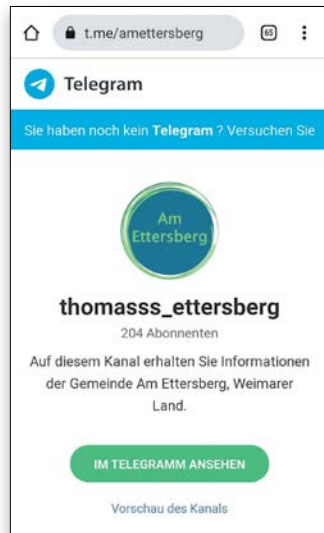 t.me/amettersberg
65
Telegram
Sie haben noch kein Telegram ? Versuchen Sie
Am
Ettersberg
thomasss_ettersberg
204 Abonnenten
Auf diesem Kanal erhalten Sie Informationen
der Gemeinde Am Ettersberg, Weimarer
Land.
IM TELEGRAMM ANSEHEN
Vorschau des Kanals